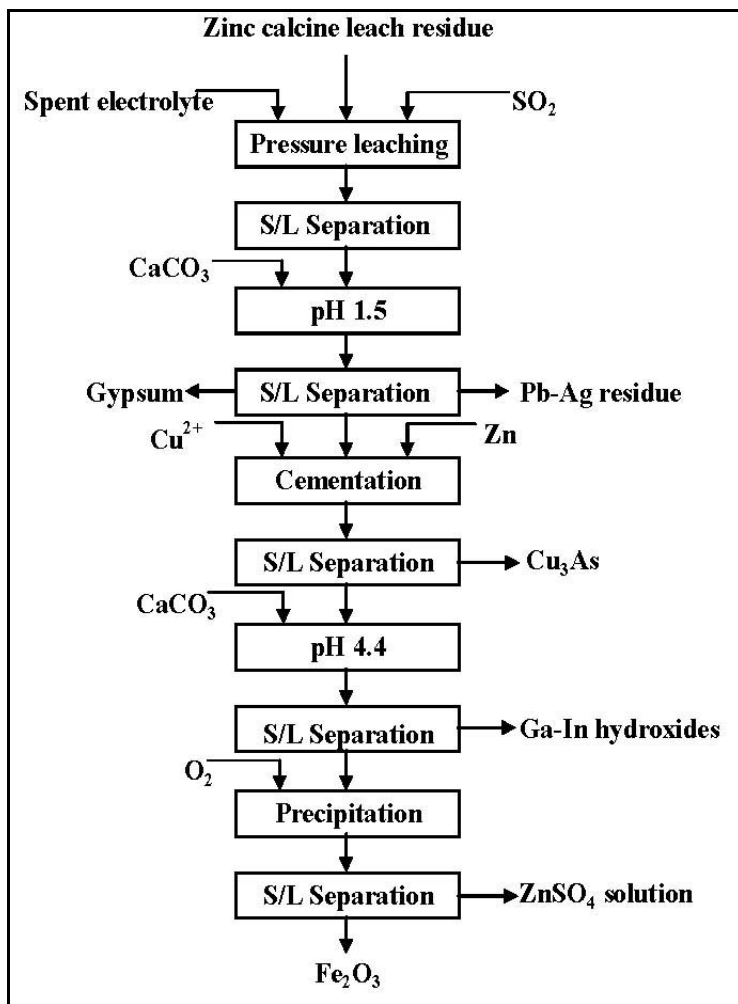 Zinc calcine leach residue
Spent electrolyte
SO₂
Pressure leaching
S/L Separation
CaCO₃
pH 1.5
Gypsum
S/L Separation
Pb-Ag residue
Cu²⁺
Zn
Cementation
S/L Separation
Cu₃As
CaCO₃
pH 4.4
S/L Separation
Ga-In hydroxides
O₂
Precipitation
S/L Separation
ZnSO₄ solution
Fe₂O₃